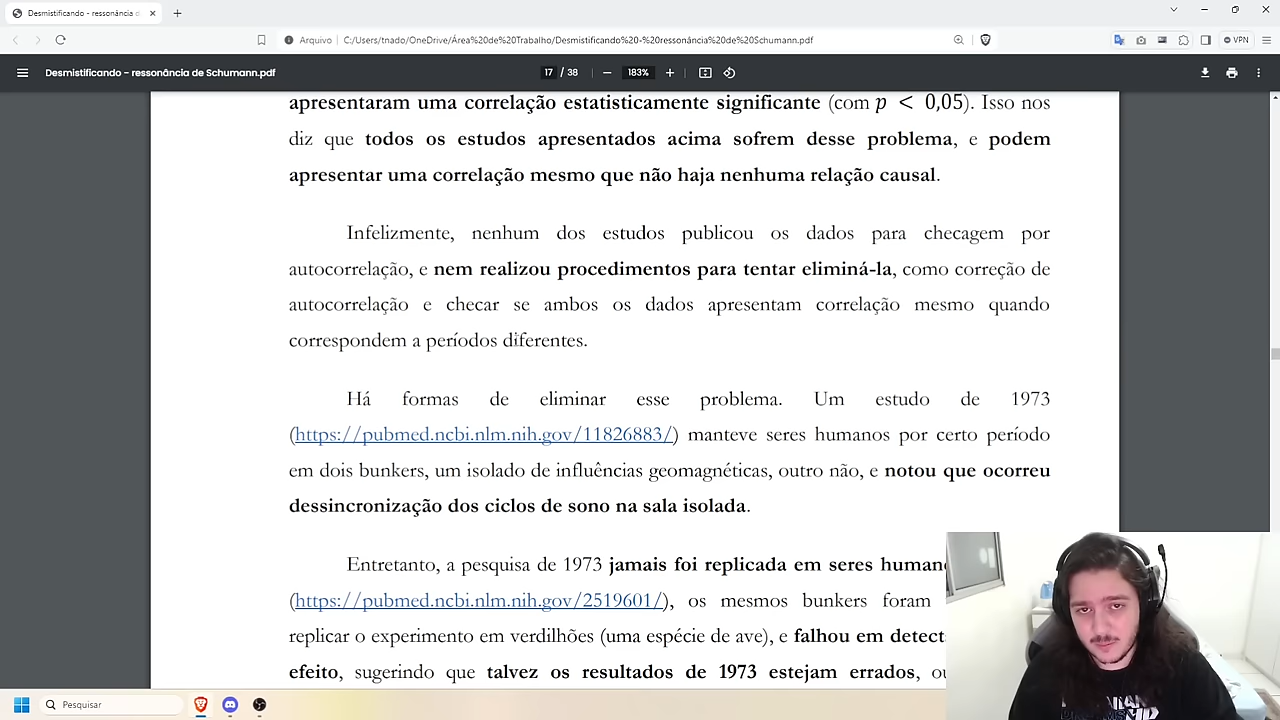 Desmistificando - ressonância d
Arquivo
C:/Users/tnado/OneDrive/Área%20de%20Trabalho/Desmistificando%20-%20ressonância%20de%20Schumann.pdf
VPN
Desmistificando - ressonância de Schumann.pdf
17 / 38
183%
apresentaram uma correlação estatisticamente significante (com p < 0,05). Isso nos
diz que todos os estudos apresentados acima sofrem desse problema, e podem
apresentar uma correlação mesmo que não haja nenhuma relação causal.
Infelizmente, nenhum dos estudos publicou os dados para checagem por
autocorrelação, e nem realizou procedimentos para tentar eliminá-la, como correção de
autocorrelação e checar se ambos os dados apresentam correlação mesmo quando
correspondem a períodos diferentes.
Há formas de eliminar esse problema. Um estudo de 1973
(https://pubmed.ncbi.nlm.nih.gov/11826883/) manteve seres humanos por certo período
em dois bunkers, um isolado de influências geomagnéticas, outro não, e notou que ocorreu
dessincronização dos ciclos de sono na sala isolada.
Entretanto, a pesquisa de 1973 jamais foi replicada em seres
(https://pubmed.ncbi.nlm.nih.gov/2519601/), os mesmos bunkers foram
replicar o experimento em verdilhões (uma espécie de ave), e falhou em
efeito, sugerindo que talvez os resultados de 1973 estejam errados,
Pesquisar